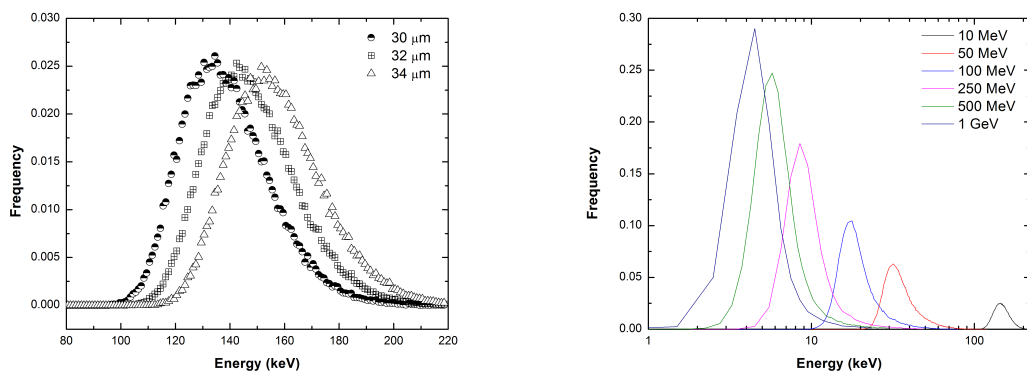 0.030
0.025
0.020
0.015
0.010
0.005
0.000
Frequency
80 100 120 140 160 180 200 220
Energy (keV)
30 μm
32 μm
34 μm
0.30
0.25
0.20
0.15
0.10
0.05
0.00
Frequency
1 10 100
Energy (keV)
10 MeV
50 MeV
100 MeV
250 MeV
500 MeV
1 GeV